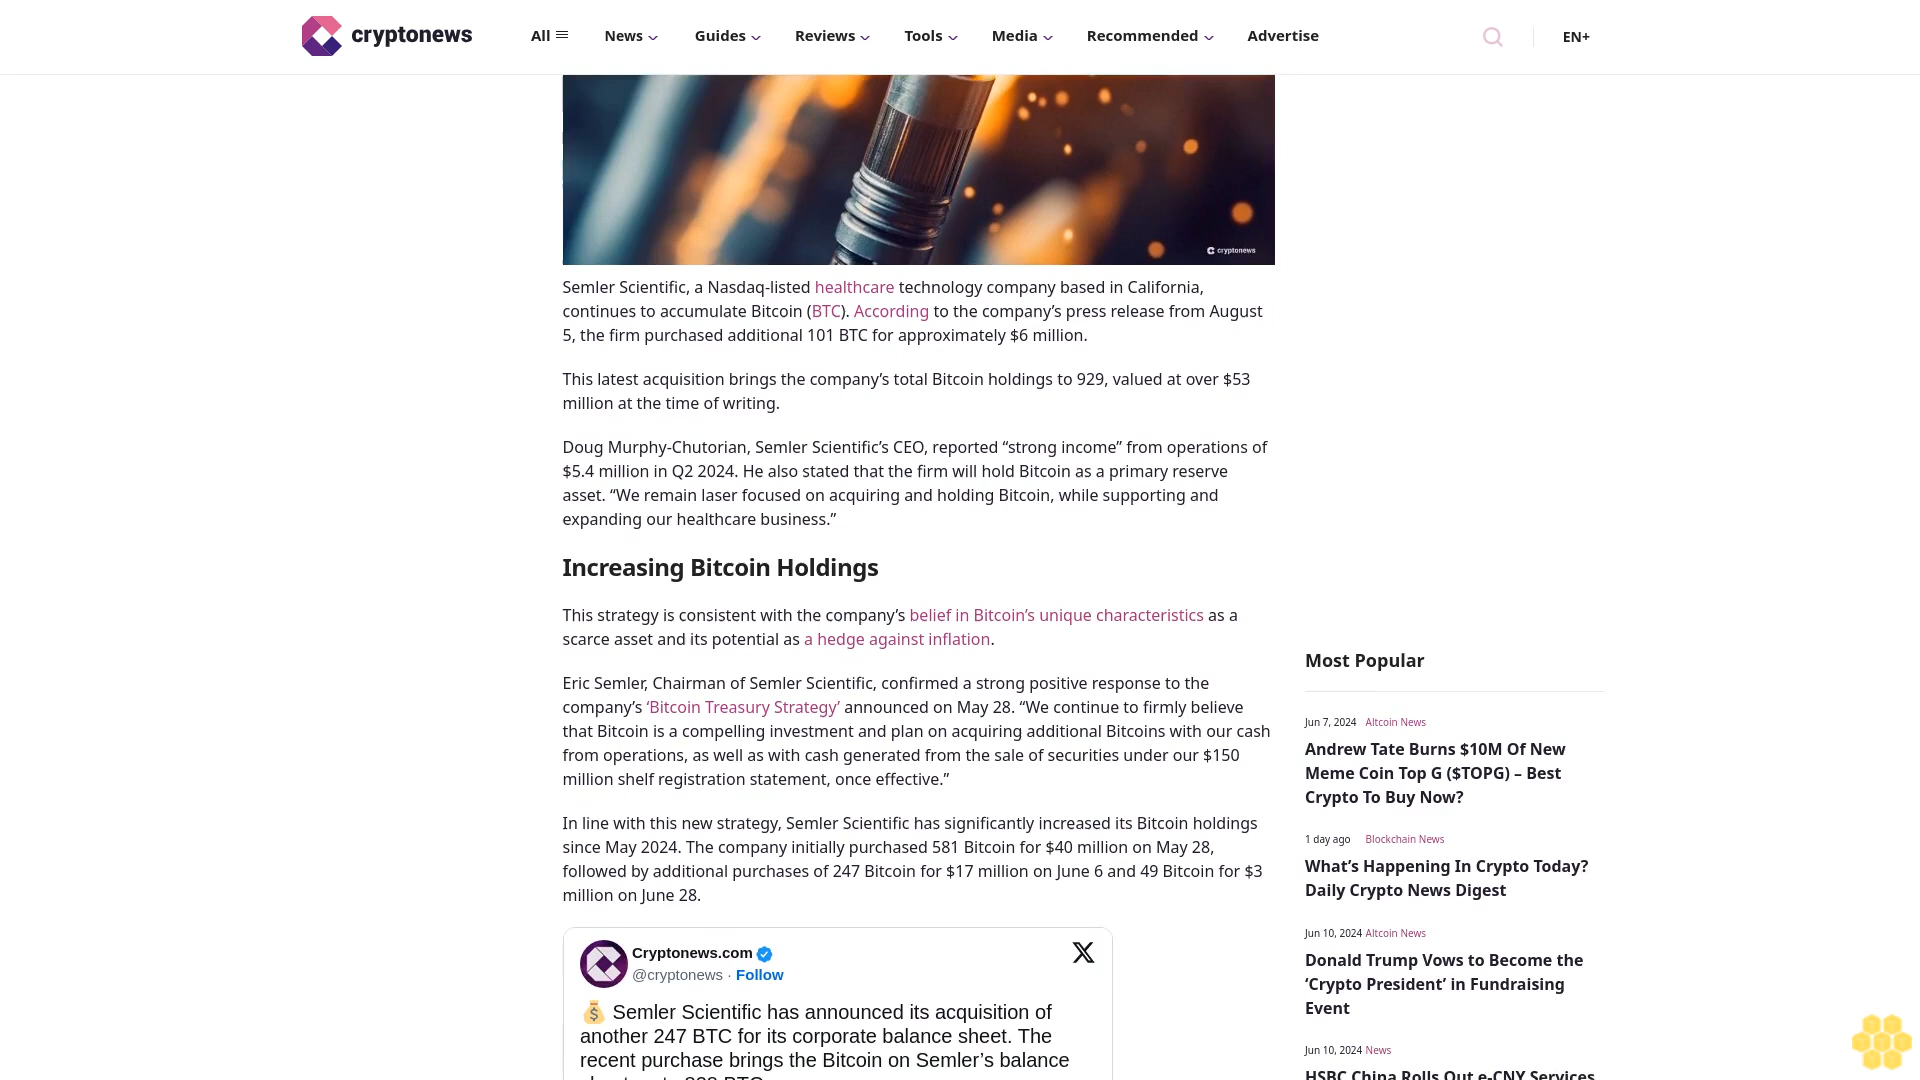 cryptonews
All
News
Guides
Reviews
Tools
Media
Recommended
Advertise
EN+
cryptonews
Semler Scientific, a Nasdaq-listed healthcare technology company based in California,
continues to accumulate Bitcoin (BTC). According to the company’s press release from August
5, the firm purchased additional 101 BTC for approximately $6 million.
This latest acquisition brings the company’s total Bitcoin holdings to 929, valued at over $53
million at the time of writing.
Doug Murphy-Chutorian, Semler Scientific’s CEO, reported “strong income” from operations of
$5.4 million in Q2 2024. He also stated that the firm will hold Bitcoin as a primary reserve
asset. “We remain laser focused on acquiring and holding Bitcoin, while supporting and
expanding our healthcare business.”
Increasing Bitcoin Holdings
This strategy is consistent with the company’s belief in Bitcoin’s unique characteristics as a
scarce asset and its potential as a hedge against inflation.
Eric Semler, Chairman of Semler Scientific, confirmed a strong positive response to the
company’s ‘Bitcoin Treasury Strategy’ announced on May 28. “We continue to firmly believe
that Bitcoin is a compelling investment and plan on acquiring additional Bitcoins with our cash
from operations, as well as with cash generated from the sale of securities under our $150
million shelf registration statement, once effective.”
In line with this new strategy, Semler Scientific has significantly increased its Bitcoin holdings
since May 2024. The company initially purchased 581 Bitcoin for $40 million on May 28,
followed by additional purchases of 247 Bitcoin for $17 million on June 6 and 49 Bitcoin for $3
million on June 28.
Cryptonews.com
@cryptonews · Follow
💰 Semler Scientific has announced its acquisition of
another 247 BTC for its corporate balance sheet. The
recent purchase brings the Bitcoin on Semler’s balance
Most Popular
Jun 7, 2024 Altcoin News
Andrew Tate Burns $10M Of New
Meme Coin Top G ($TOPG) – Best
Crypto To Buy Now?
1 day ago Blockchain News
What’s Happening In Crypto Today?
Daily Crypto News Digest
Jun 10, 2024 Altcoin News
Donald Trump Vows to Become the
‘Crypto President’ in Fundraising
Event
Jun 10, 2024 News
HSBC China Rolls Out e-CNY Services